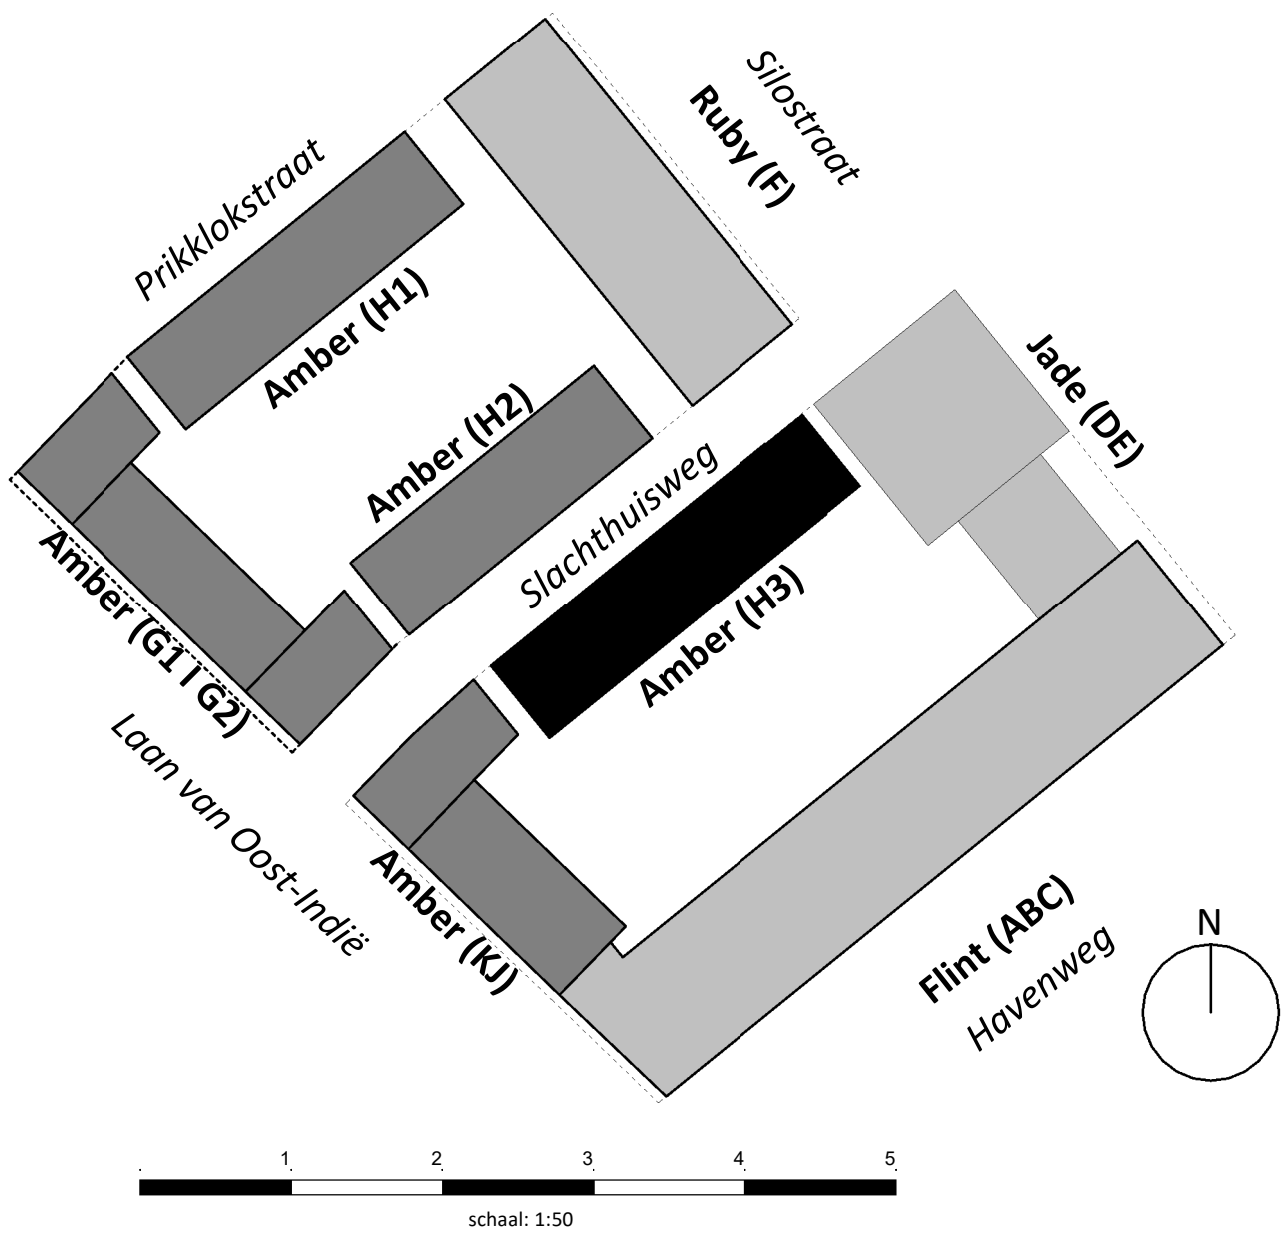 Silostraat
Ruby (F)
Prikklokstraat
Amber (H1)
Jade (DE)
Amber (H2)
Slachthuisweg
Amber (H3)
Amber (G1 I G2)
Laan van Oost-Indië
Amber (KJ)
Flint (ABC)
Havenweg
N
1 2 3 4 5
schaal: 1:50